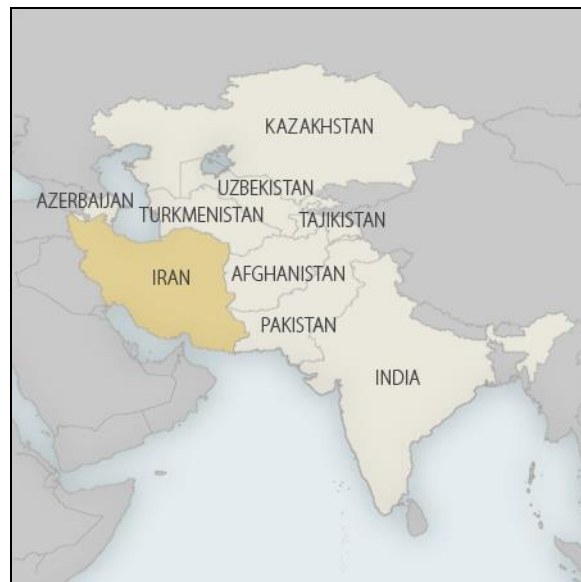 KAZAKHSTAN
UZBEKISTAN
AZERBAIJAN
TURKMENISTAN
TAJIKISTAN
IRAN
AFGHANISTAN
PAKISTAN
INDIA